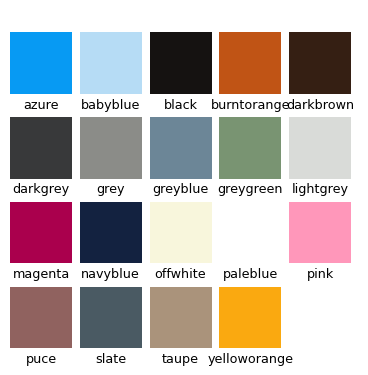 azure babyblue black burntorange darkbrown
darkgrey grey greyblue greygreen lightgrey
magenta navyblue offwhite paleblue pink
puce slate taupe yelloworange